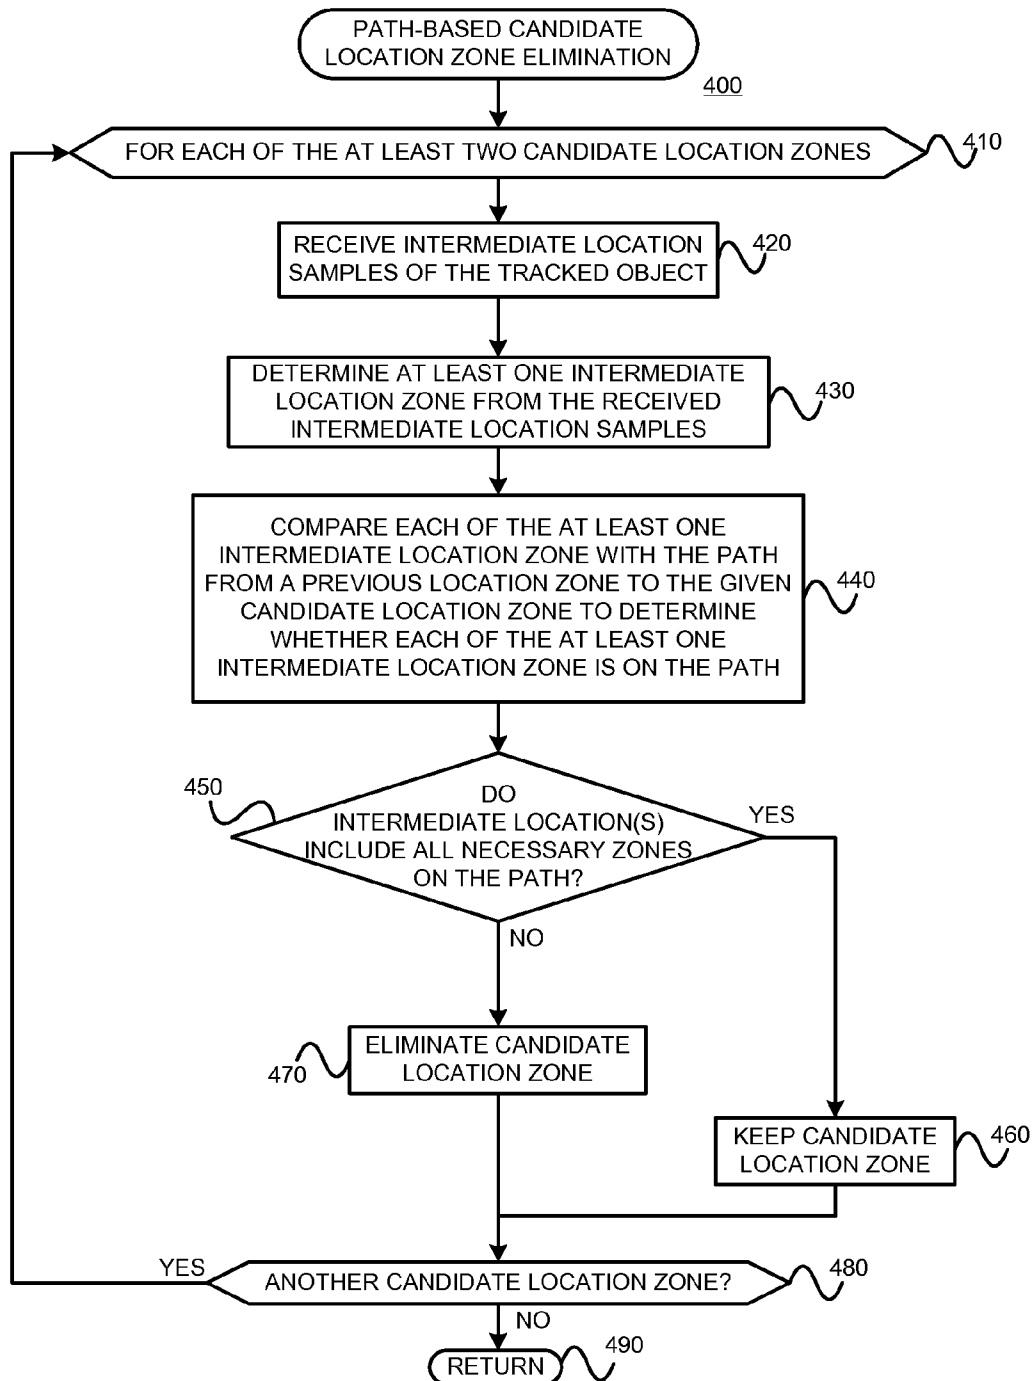 PATH-BASED CANDIDATE
LOCATION ZONE ELIMINATION
400
FOR EACH OF THE AT LEAST TWO CANDIDATE LOCATION ZONES
410
RECEIVE INTERMEDIATE LOCATION
SAMPLES OF THE TRACKED OBJECT
420
DETERMINE AT LEAST ONE INTERMEDIATE
LOCATION ZONE FROM THE RECEIVED
INTERMEDIATE LOCATION SAMPLES
430
COMPARE EACH OF THE AT LEAST ONE
INTERMEDIATE LOCATION ZONE WITH THE PATH
FROM A PREVIOUS LOCATION ZONE TO THE GIVEN
CANDIDATE LOCATION ZONE TO DETERMINE
WHETHER EACH OF THE AT LEAST ONE
INTERMEDIATE LOCATION ZONE IS ON THE PATH
440
450
DO
INTERMEDIATE LOCATION(S)
INCLUDE ALL NECESSARY ZONES
ON THE PATH?
YES
NO
ELIMINATE CANDIDATE
LOCATION ZONE
470
KEEP CANDIDATE
LOCATION ZONE
460
YES
ANOTHER CANDIDATE LOCATION ZONE?
480
NO
RETURN
490